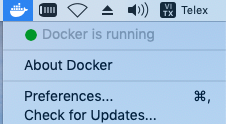 VI TX Telex
Docker is running
About Docker
Preferences... ⌘,
Check for Updates...